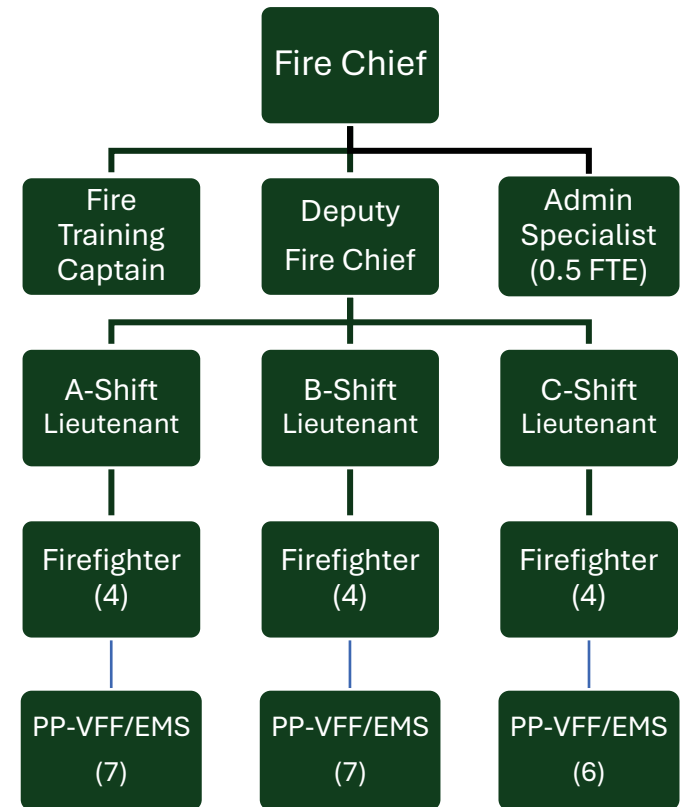 Fire Chief
Fire
Training
Captain
Deputy
Fire Chief
Admin
Specialist
(0.5 FTE)
A-Shift
Lieutenant
B-Shift
Lieutenant
C-Shift
Lieutenant
Firefighter
(4)
Firefighter
(4)
Firefighter
(4)
PP-VFF/EMS
(7)
PP-VFF/EMS
(7)
PP-VFF/EMS
(6)